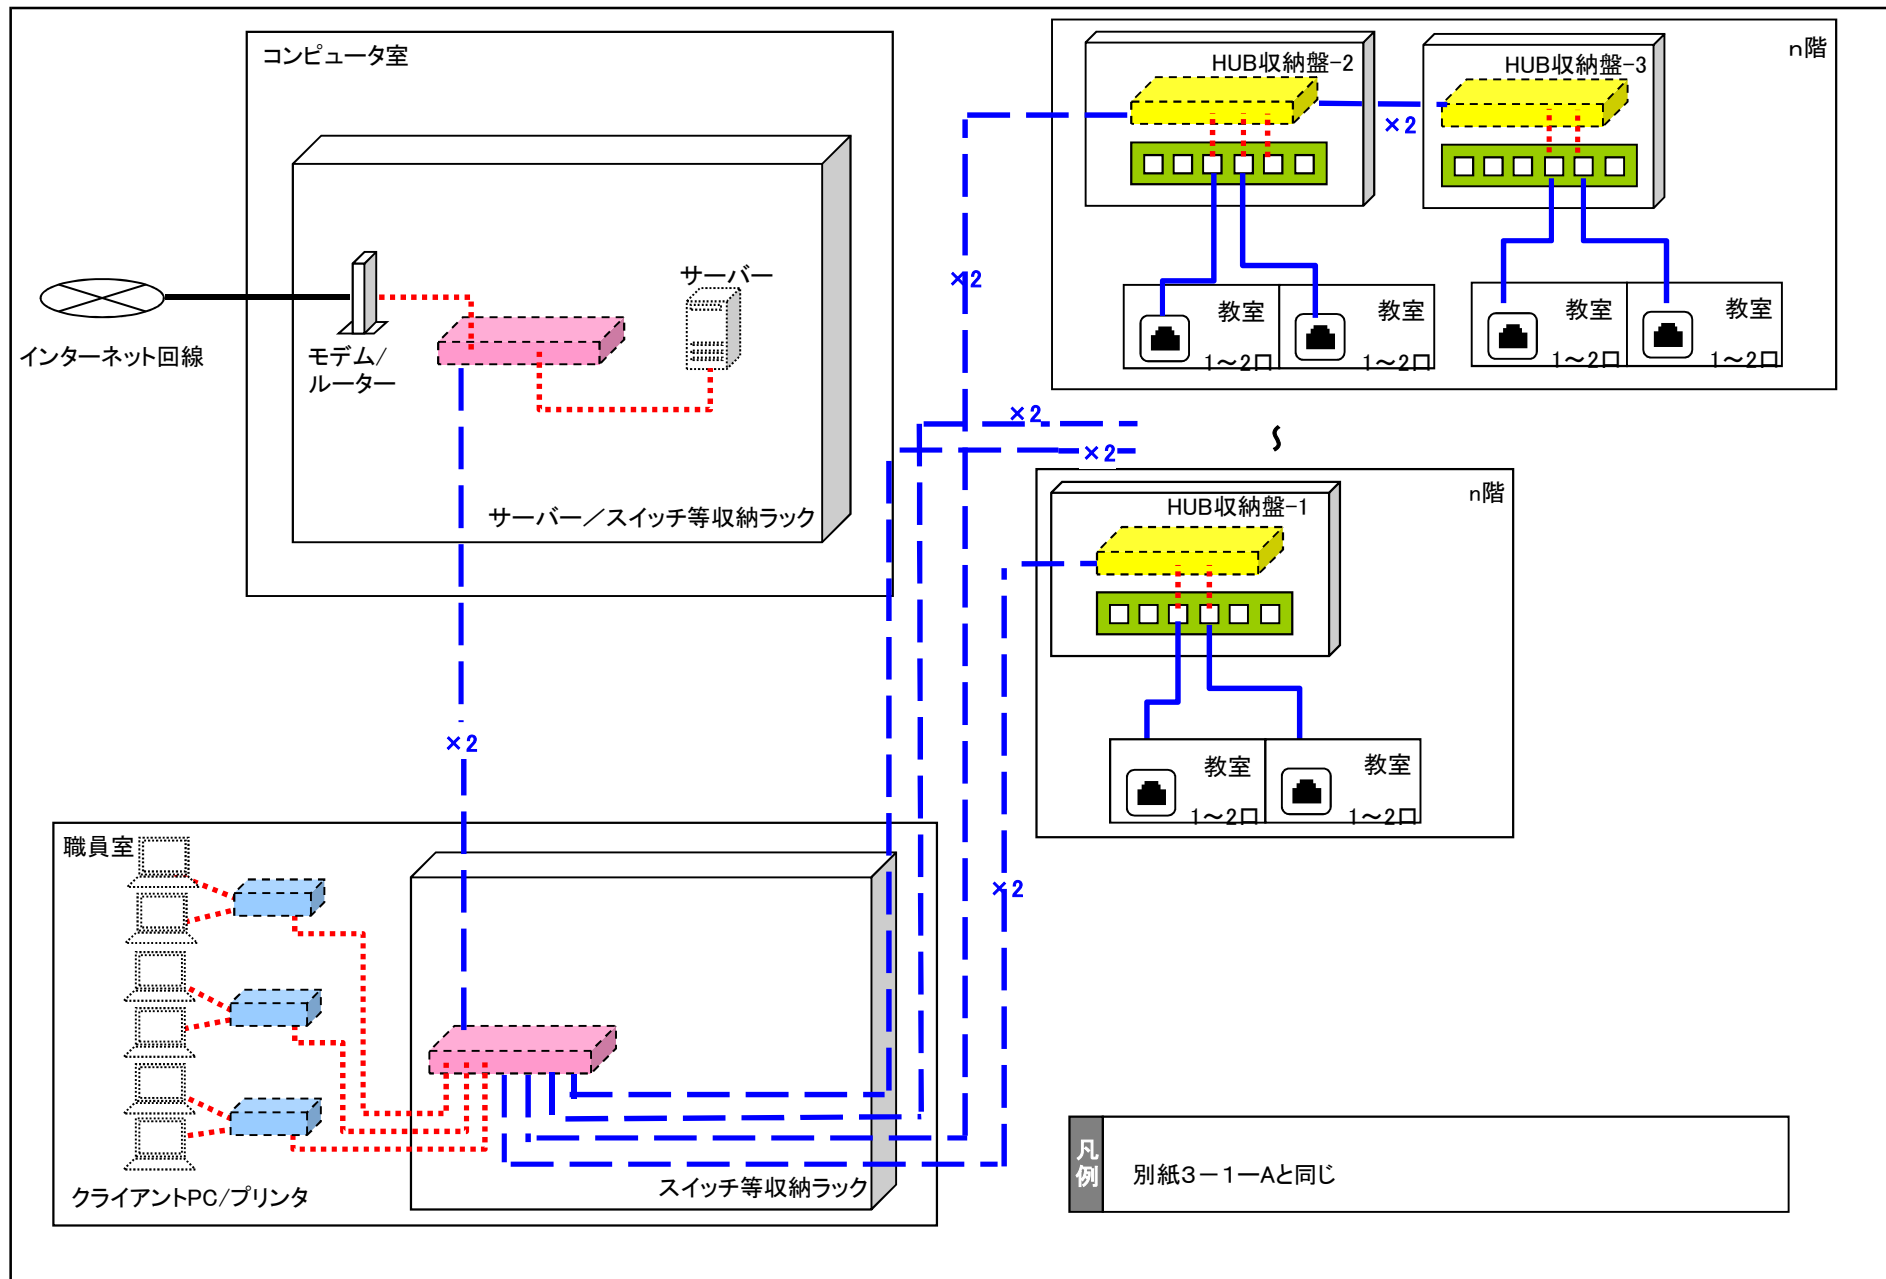 コンピュータ室
サーバー
インターネット回線
モデム/
ルーター
サーバー／スイッチ等収納ラック
n階
HUB収納盤-2
HUB収納盤-3
×2
×2
教室
1～2口
教室
1～2口
教室
1～2口
教室
1～2口
×2
×2
∫
n階
HUB収納盤-1
教室
1～2口
教室
1～2口
×2
×2
職員室
クライアントPC/プリンタ
スイッチ等収納ラック
凡例
別紙３－１－Aと同じ